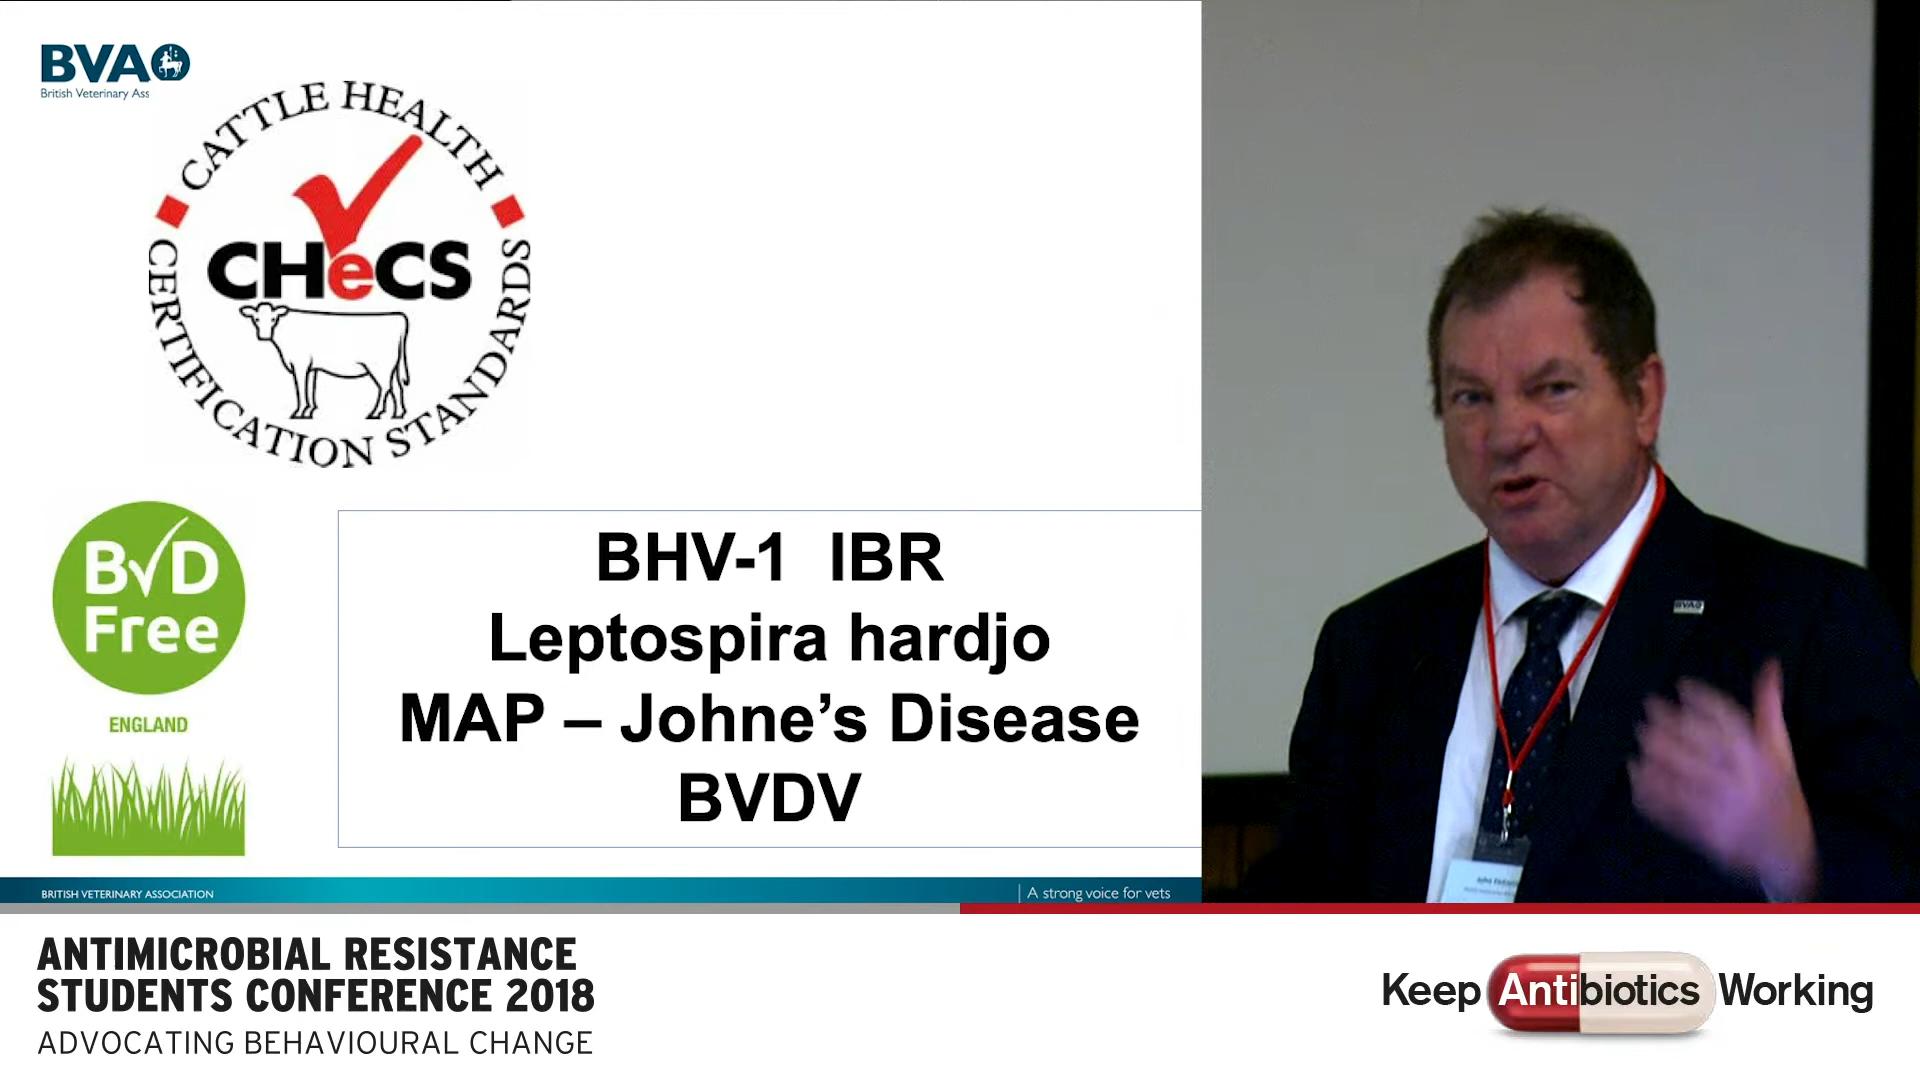 BVA
British Veterinary Ass
CATTLE HEALTH
CHeCS
CERTIFICATION STANDARDS
BVD
Free
ENGLAND
BHV-1 IBR
Leptospira hardjo
MAP – Johne’s Disease
BVDV
BRITISH VETERINARY ASSOCIATION
A strong voice for vets
BVA
John
ANTIMICROBIAL RESISTANCE
STUDENTS CONFERENCE 2018
ADVOCATING BEHAVIOURAL CHANGE
Keep Antibiotics Working